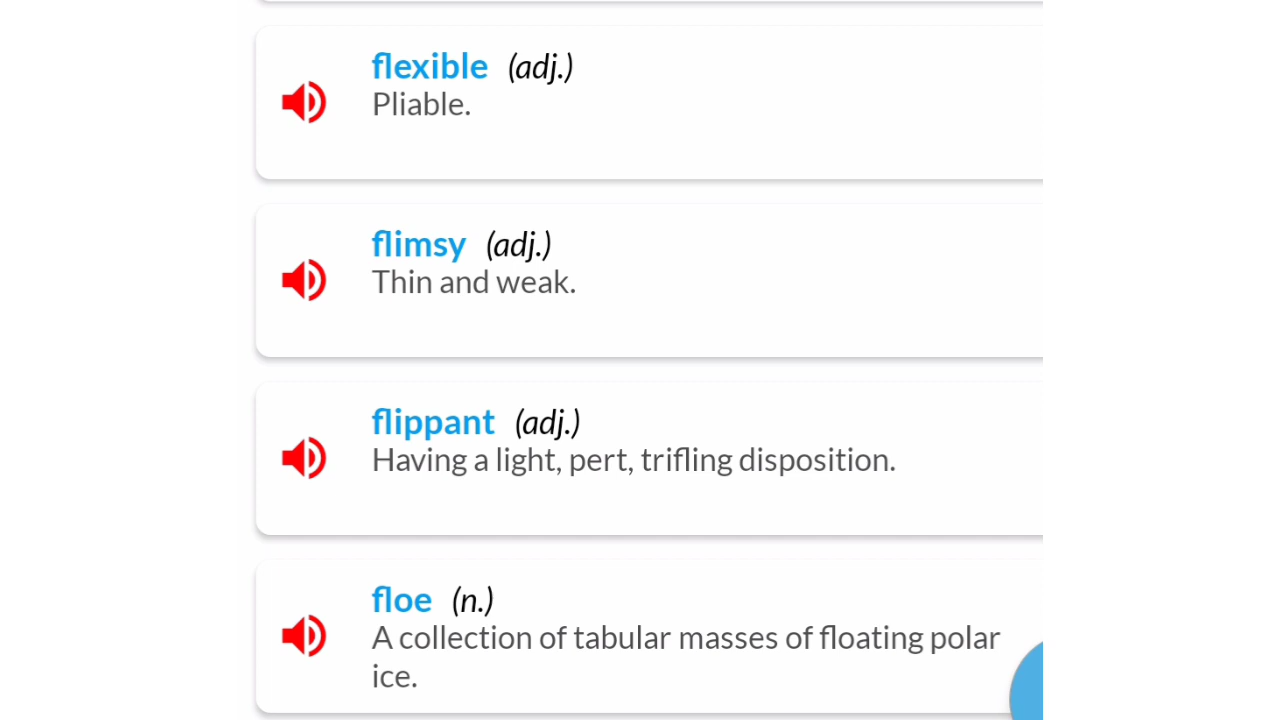 flexible (adj.)
Pliable.
flimsy (adj.)
Thin and weak.
flippant (adj.)
Having a light, pert, trifling disposition.
floe (n.)
A collection of tabular masses of floating polar
ice.